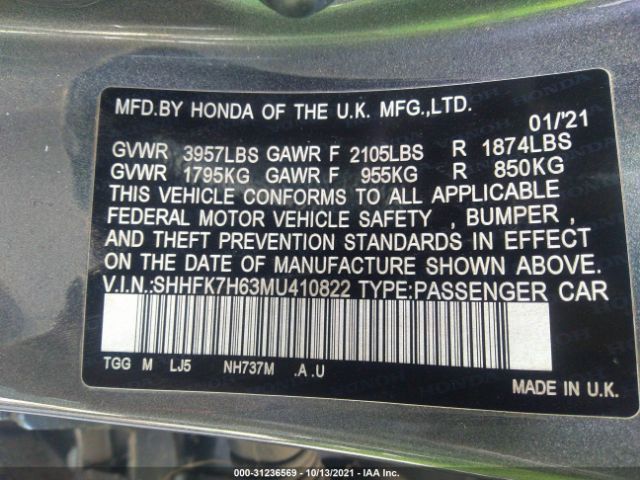 MFD.BY HONDA OF THE U.K. MFG.,LTD.
01/'21
GVWR 3957LBS GAWR F 2105LBS R 1874LBS
GVWR 1795KG GAWR F 955KG R 850KG
THIS VEHICLE CONFORMS TO ALL APPLICABLE
FEDERAL MOTOR VEHICLE SAFETY , BUMPER ,
AND THEFT PREVENTION STANDARDS IN EFFECT
ON THE DATE OF MANUFACTURE SHOWN ABOVE.
V.I.N.:SHHFK7H63MU410822 TYPE:PASSENGER CAR
TGG M LJ5 NH737M .A .U
MADE IN U.K.
000-31236569 | 10/13/2021 | IAA Inc.